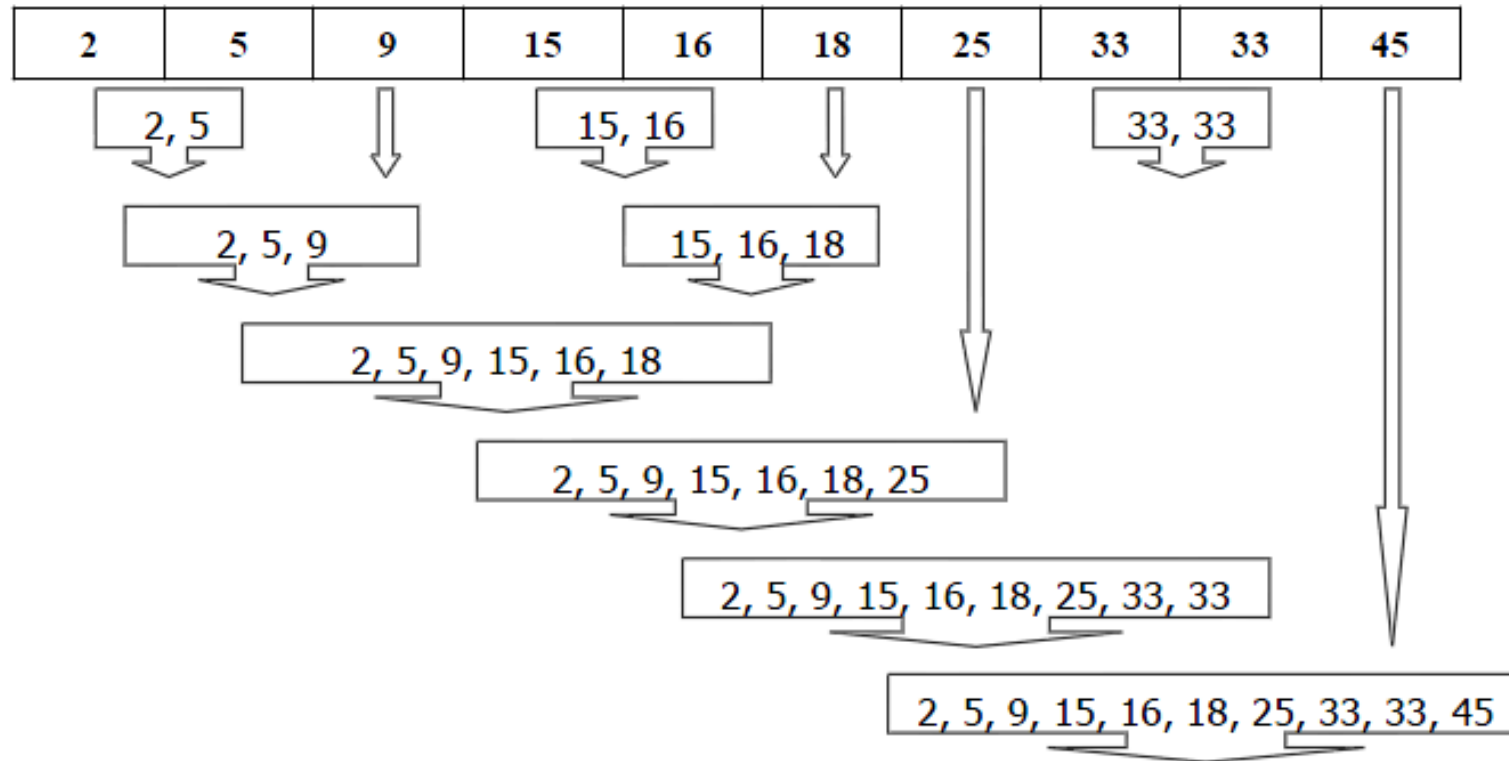 2 5 9 15 16 18 25 33 33 45
2, 5 15, 16 33, 33
2, 5, 9 15, 16, 18
2, 5, 9, 15, 16, 18
2, 5, 9, 15, 16, 18, 25
2, 5, 9, 15, 16, 18, 25, 33, 33
2, 5, 9, 15, 16, 18, 25, 33, 33, 45